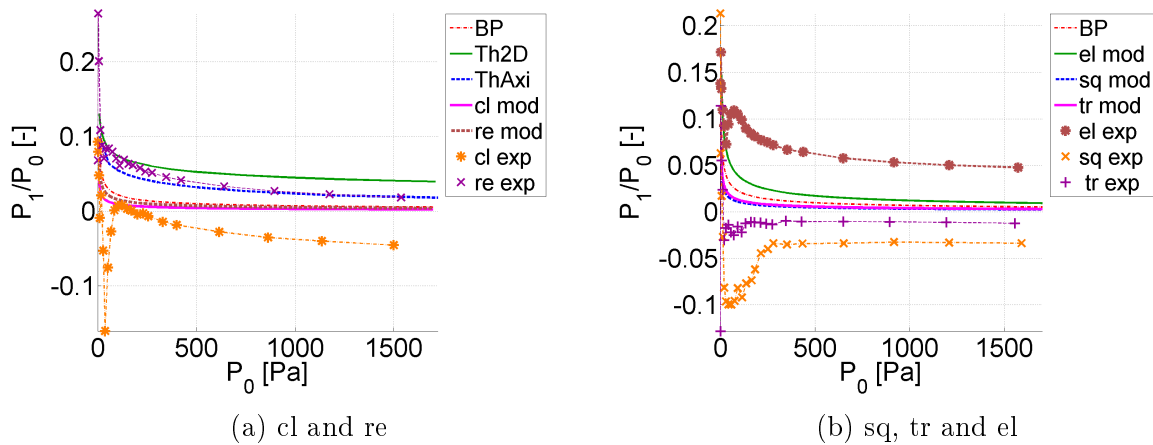 BP
Th2D
ThAxi
cl mod
re mod
cl exp
re exp
0.2
0.1
0
-0.1
P1/P0 [-]
0 500 1000 1500
P0 [Pa]
(a) cl and re
BP
el mod
sq mod
tr mod
el exp
sq exp
tr exp
0.2
0.15
0.1
0.05
0
-0.05
-0.1
P1/P0 [-]
0 500 1000 1500
P0 [Pa]
(b) sq, tr and el